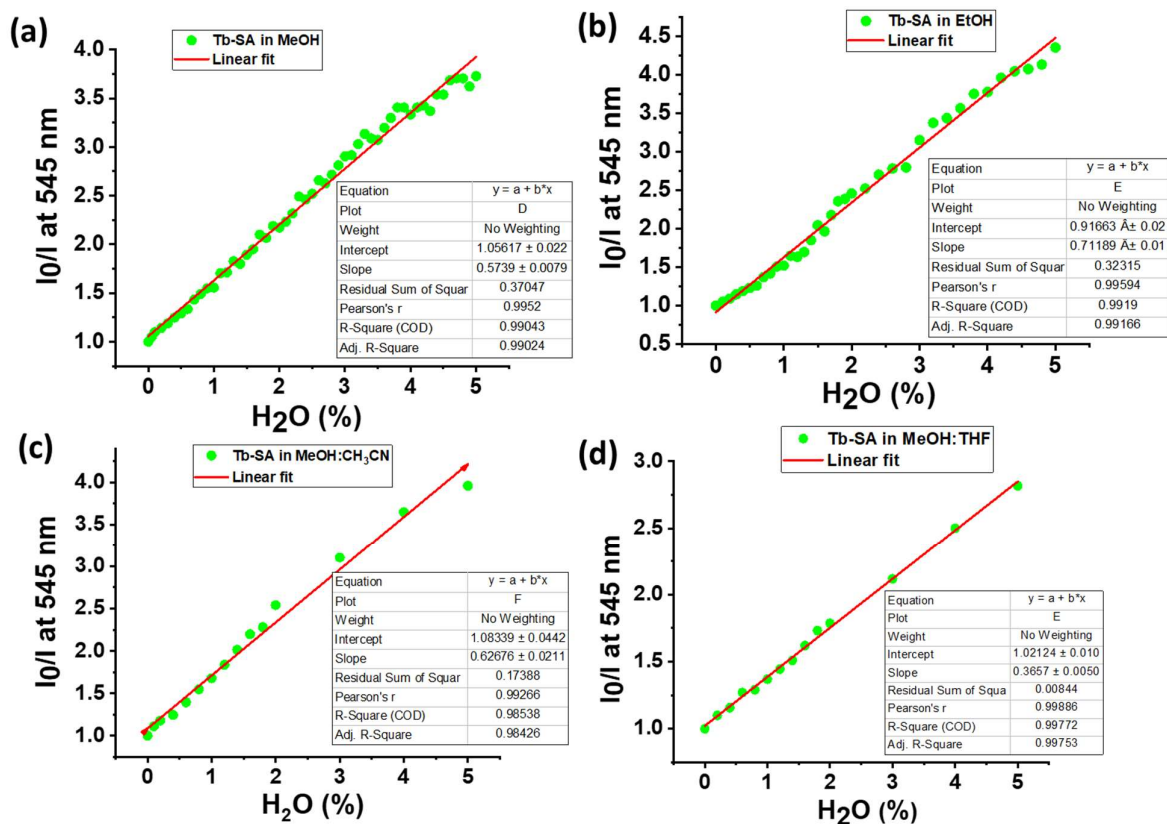 (a)
Tb-SA in MeOH
Linear fit
I0/I at 545 nm
4.0
3.5
3.0
2.5
2.0
1.5
1.0
0 1 2 3 4 5
H2O (%)
Equation y = a + b*x
Plot D
Weight No Weighting
Intercept 1.05617 ± 0.022
Slope 0.5739 ± 0.0079
Residual Sum of Squar 0.37047
Pearson's r 0.9952
R-Square (COD) 0.99043
Adj. R-Square 0.99024
(b)
Tb-SA in EtOH
Linear fit
I0/I at 545 nm
4.5
4.0
3.5
3.0
2.5
2.0
1.5
1.0
0.5
0 1 2 3 4 5
H2O (%)
Equation y = a + b*x
Plot E
Weight No Weighting
Intercept 0.91663 Â± 0.02
Slope 0.71189 Â± 0.01
Residual Sum of Squar 0.32315
Pearson's r 0.99594
R-Square (COD) 0.9919
Adj. R-Square 0.99166
(c)
Tb-SA in MeOH:CH3CN
Linear fit
I0/I at 545 nm
4.0
3.5
3.0
2.5
2.0
1.5
1.0
0 1 2 3 4 5
H2O (%)
Equation y = a + b*x
Plot F
Weight No Weighting
Intercept 1.08339 ± 0.0442
Slope 0.62676 ± 0.0211
Residual Sum of Squar 0.17388
Pearson's r 0.99266
R-Square (COD) 0.98538
Adj. R-Square 0.98426
(d)
Tb-SA in MeOH:THF
Linear fit
I0/I at 545 nm
3.0
2.5
2.0
1.5
1.0
0 1 2 3 4 5
H2O (%)
Equation y = a + b*x
Plot E
Weight No Weighting
Intercept 1.02124 ± 0.010
Slope 0.3657 ± 0.0050
Residual Sum of Squa 0.00844
Pearson's r 0.99886
R-Square (COD) 0.99772
Adj. R-Square 0.99753